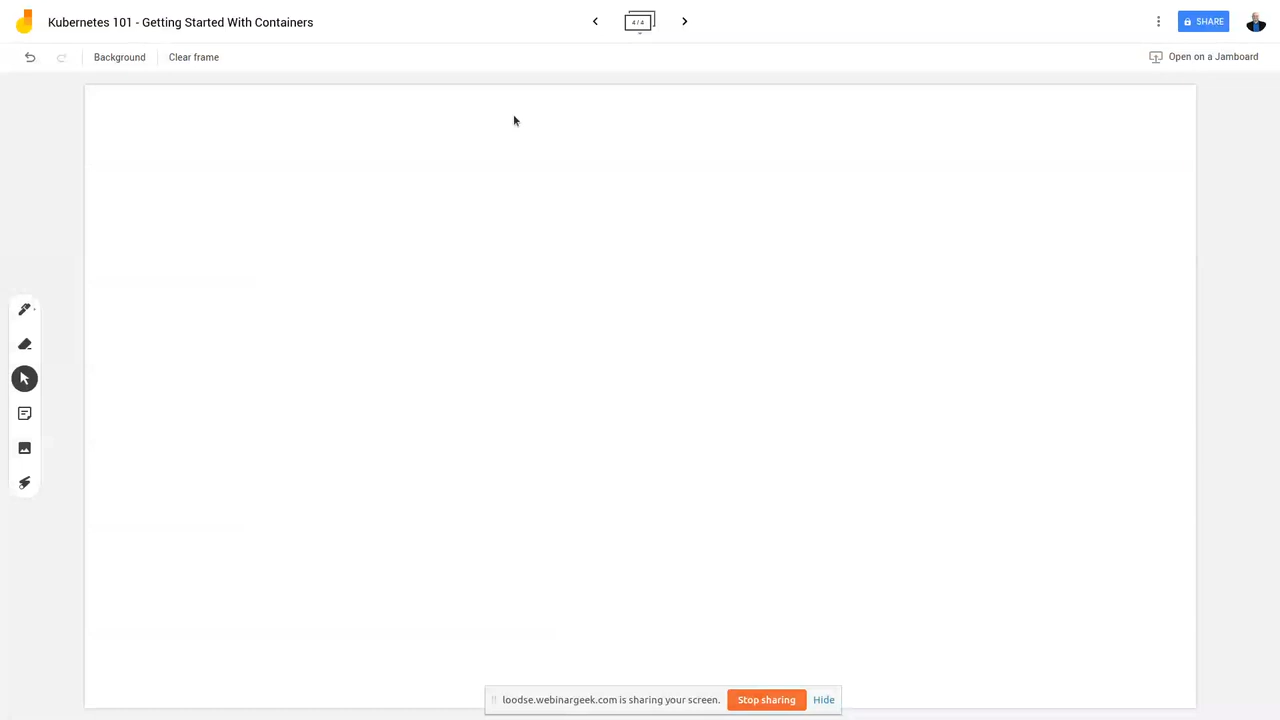 Kubernetes 101 - Getting Started With Containers
4 / 4
SHARE
Background
Clear frame
Open on a Jamboard
loodse.webinargeek.com is sharing your screen.
Stop sharing
Hide